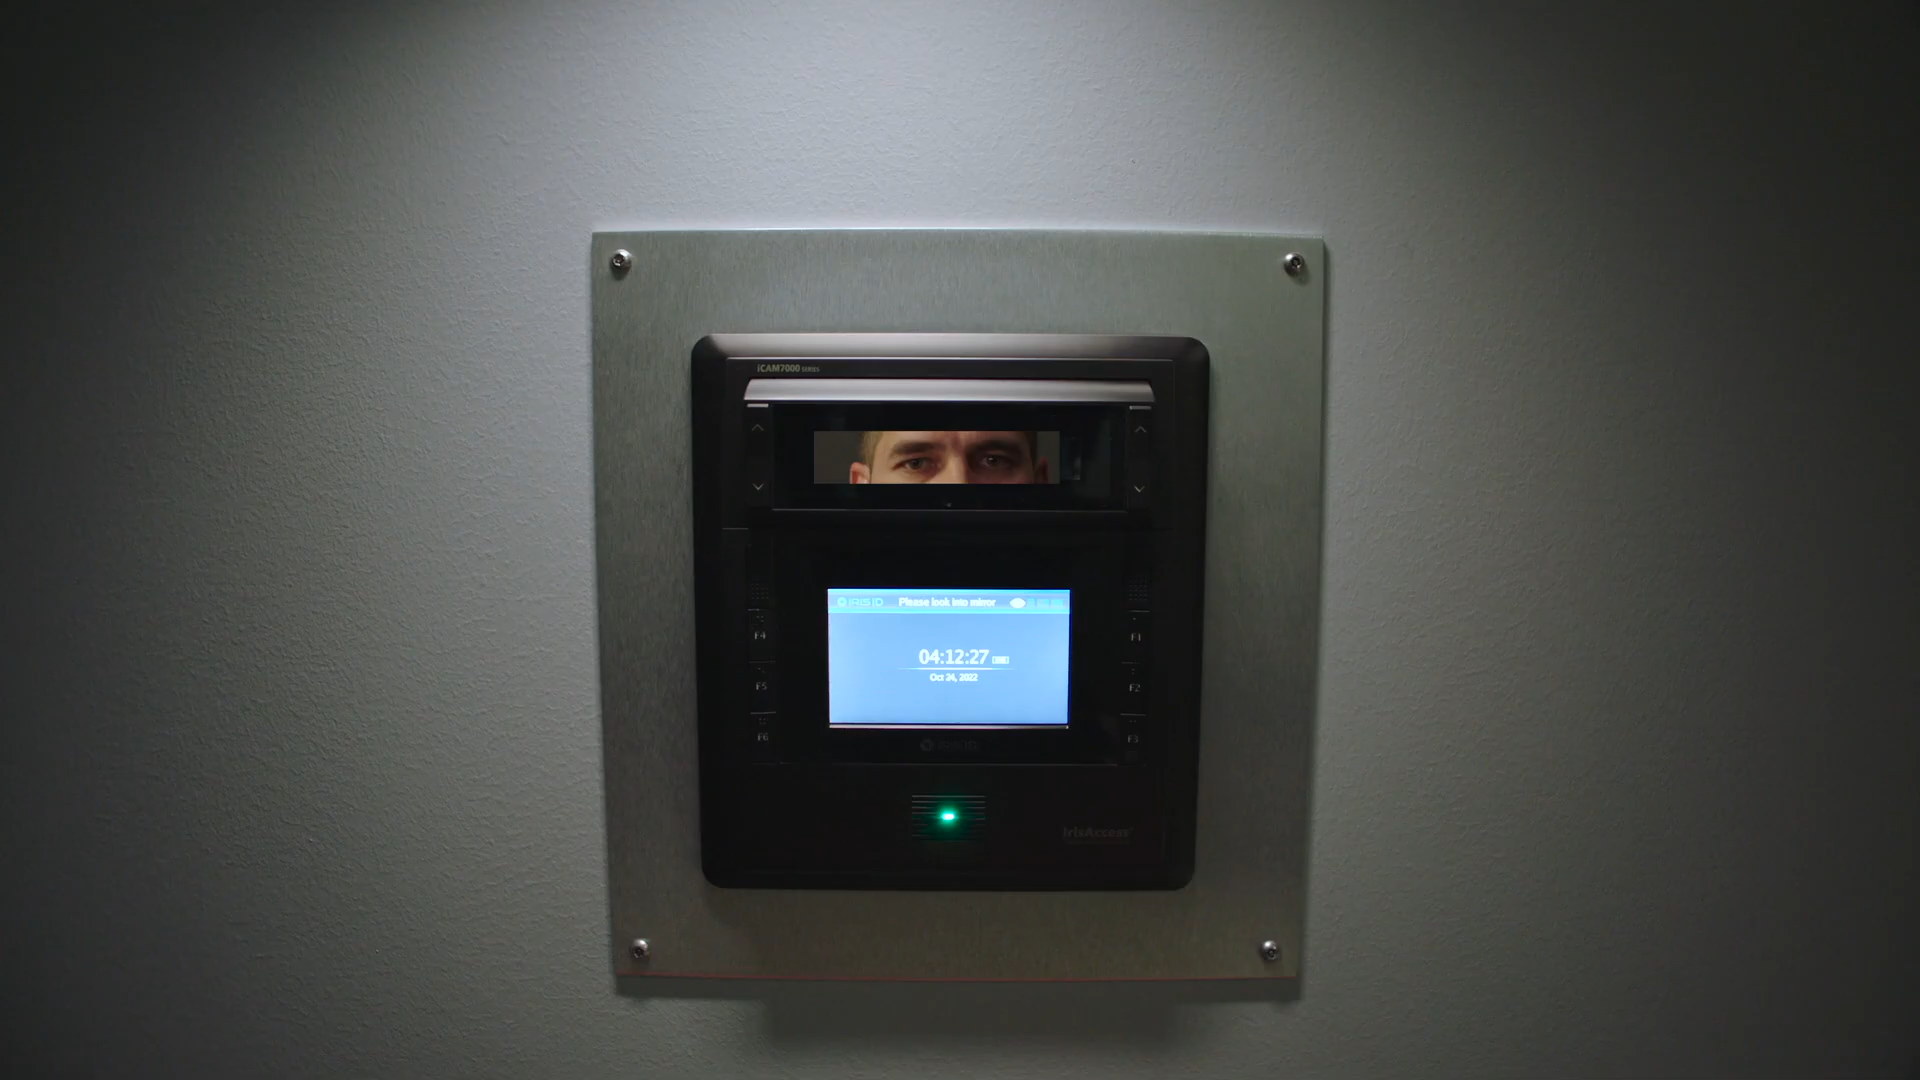 iCAM7000 SERIES
IRIS ID Please look into mirror
04:12:27
Oct 24, 2022
F4
F1
F5
F2
F6
F3
IrisAccess